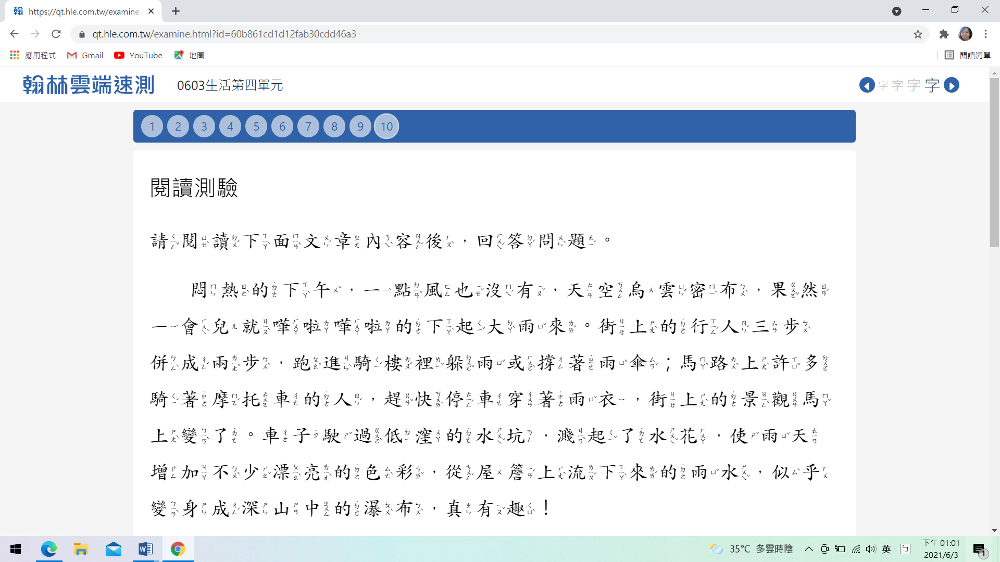 https://qt.hle.com.tw/examine.
qt.hle.com.tw/examine.html?id=60b861cd1d12fab30cdd46a3
應用程式 Gmail YouTube 地圖 閱讀清單
翰林雲端速測 0603生活第四單元 字 字 字 字
1 2 3 4 5 6 7 8 9 10
閱讀測驗
請閱讀下面文章內容後，回答問題。
悶熱的下午，一點風也沒有，天空烏雲密布，果然
一會兒就嘩啦嘩啦的下起大雨來。街上的行人三步
併成兩步，跑進騎樓裡躲雨或撐著雨傘；馬路上許多
騎著摩托車的人，趕快停車穿著雨衣，街上的景觀馬
上變了。車子駛過低窪的水坑，濺起了水花，使雨天
增加不少漂亮的色彩，從屋簷上流下來的雨水，似乎
變身成深山中的瀑布，真有趣！
35°C 多雲時陰 英 ㄅ 下午 01:01
2021/6/3 1